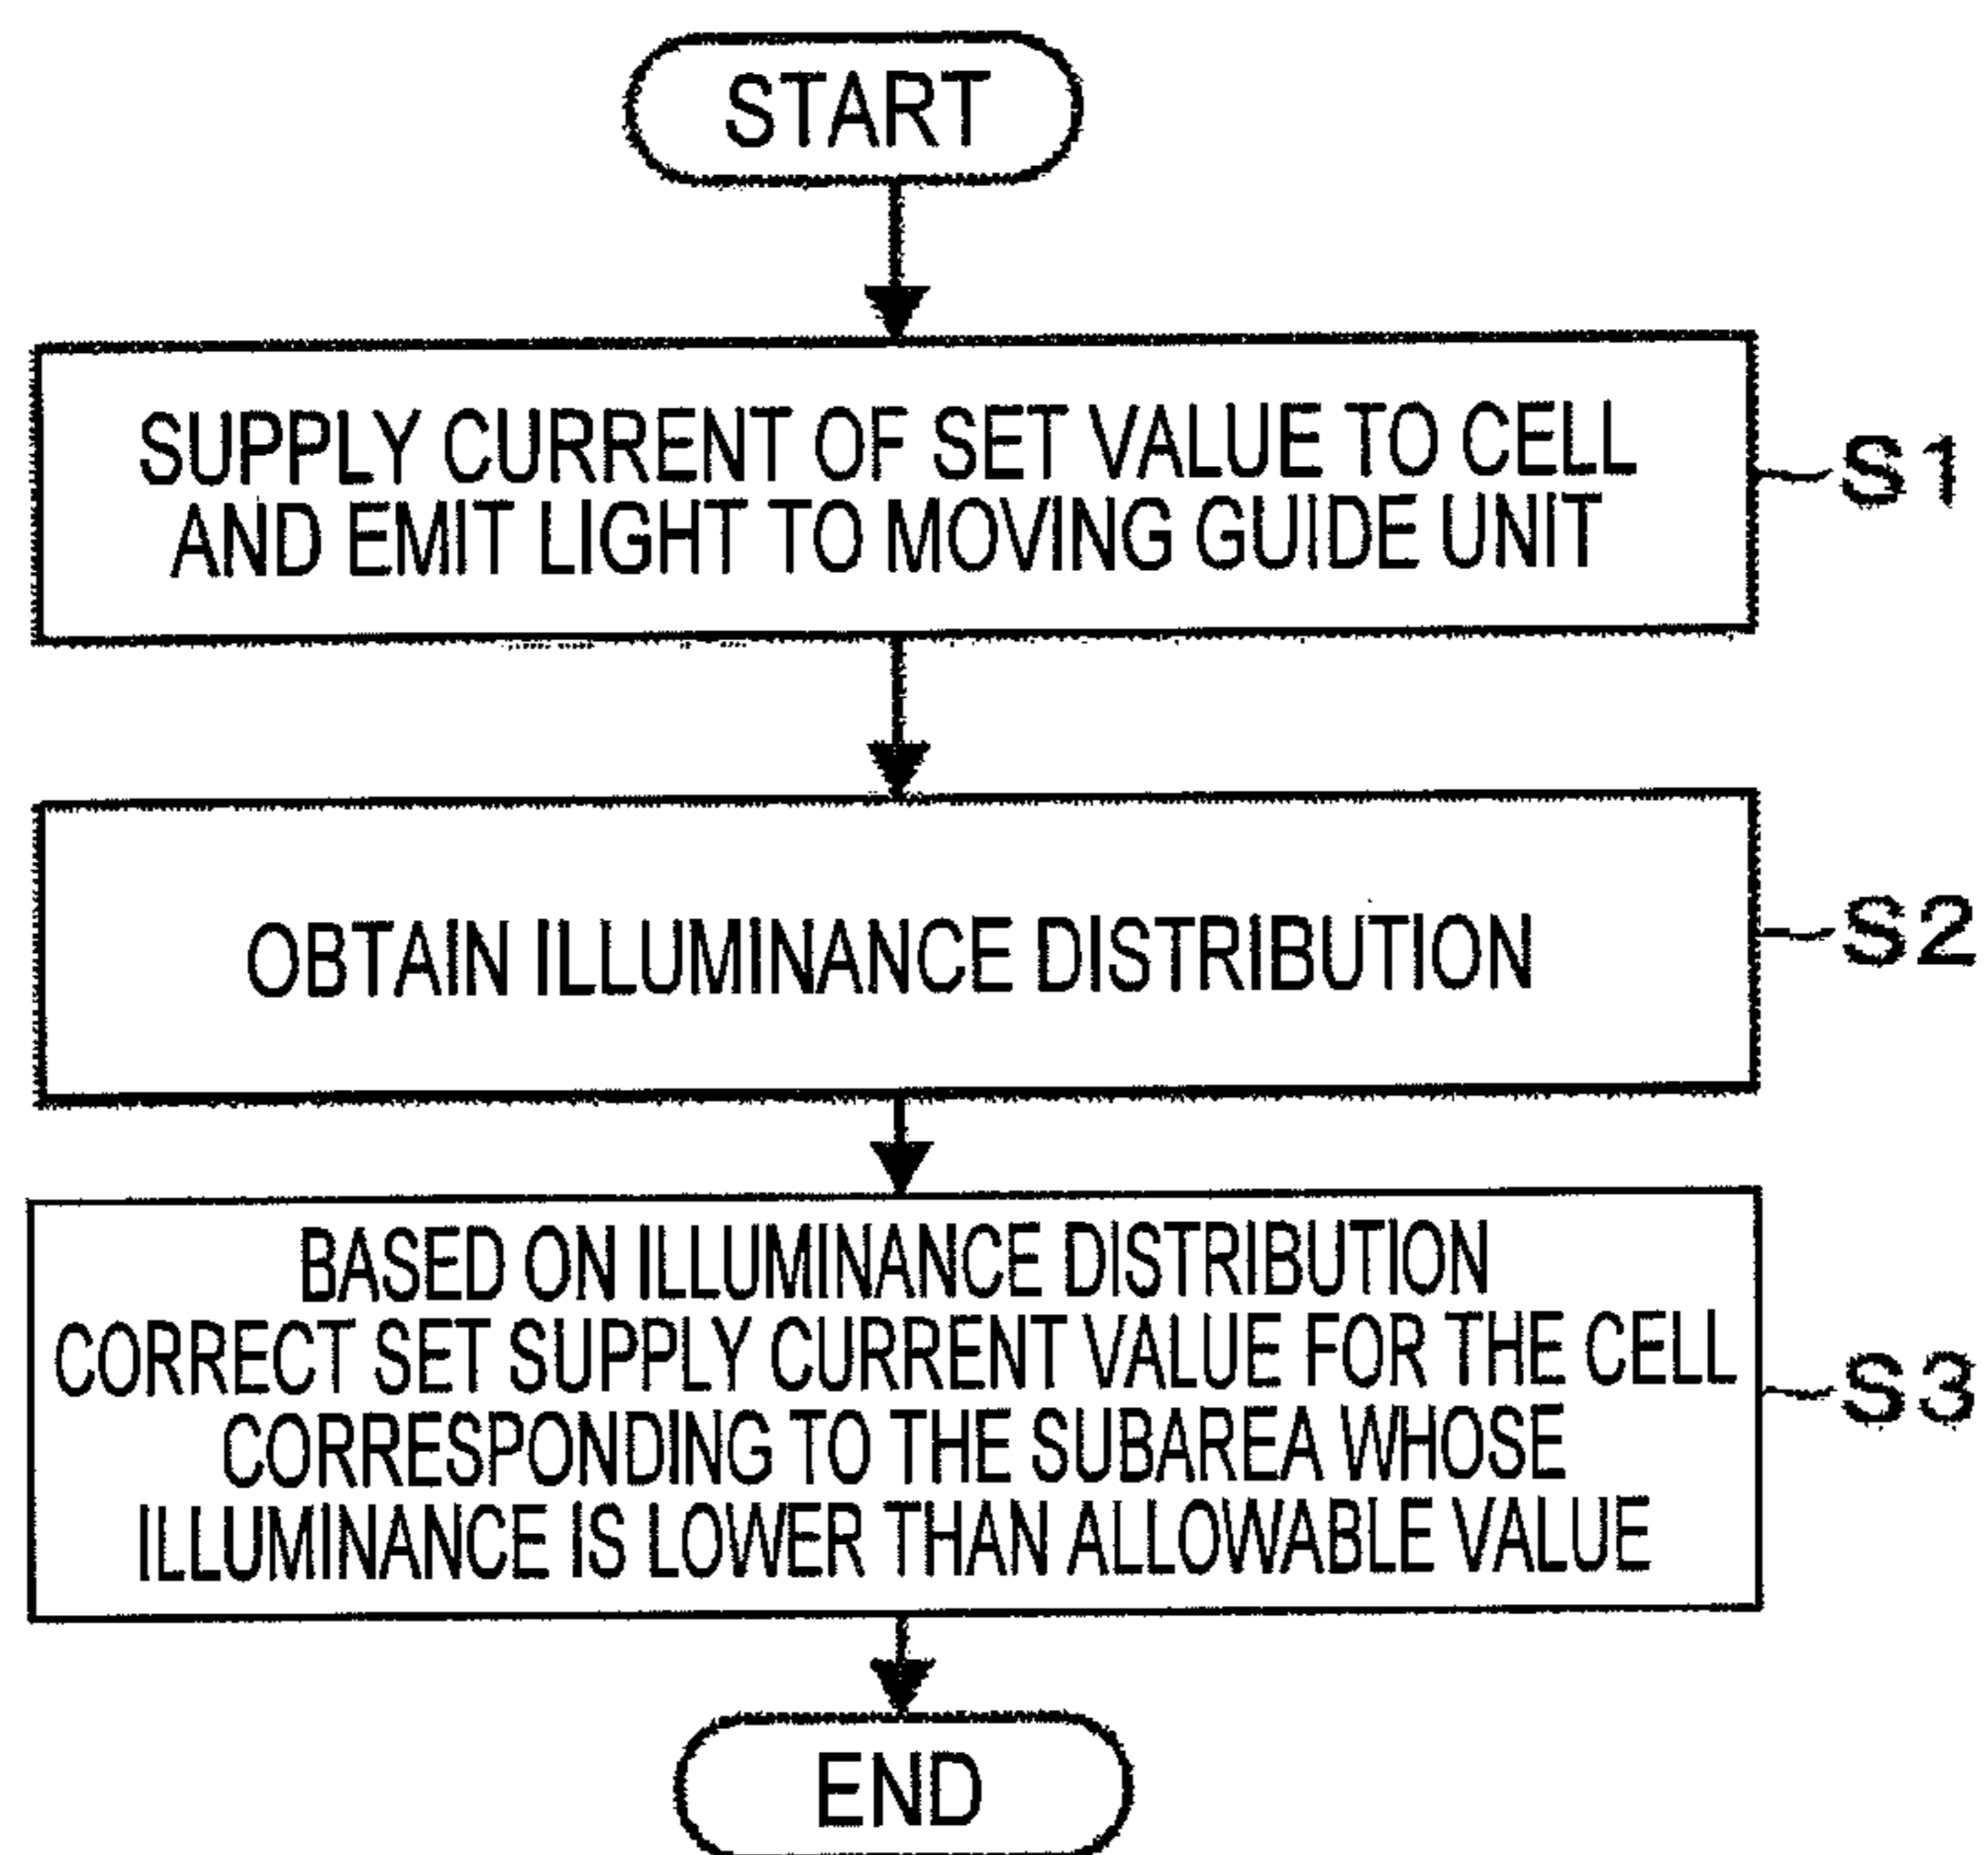 START
SUPPLY CURRENT OF SET VALUE TO CELL
AND EMIT LIGHT TO MOVING GUIDE UNIT
S1
OBTAIN ILLUMINANCE DISTRIBUTION
S2
BASED ON ILLUMINANCE DISTRIBUTION
CORRECT SET SUPPLY CURRENT VALUE FOR THE CELL
CORRESPONDING TO THE SUBAREA WHOSE
ILLUMINANCE IS LOWER THAN ALLOWABLE VALUE
S3
END